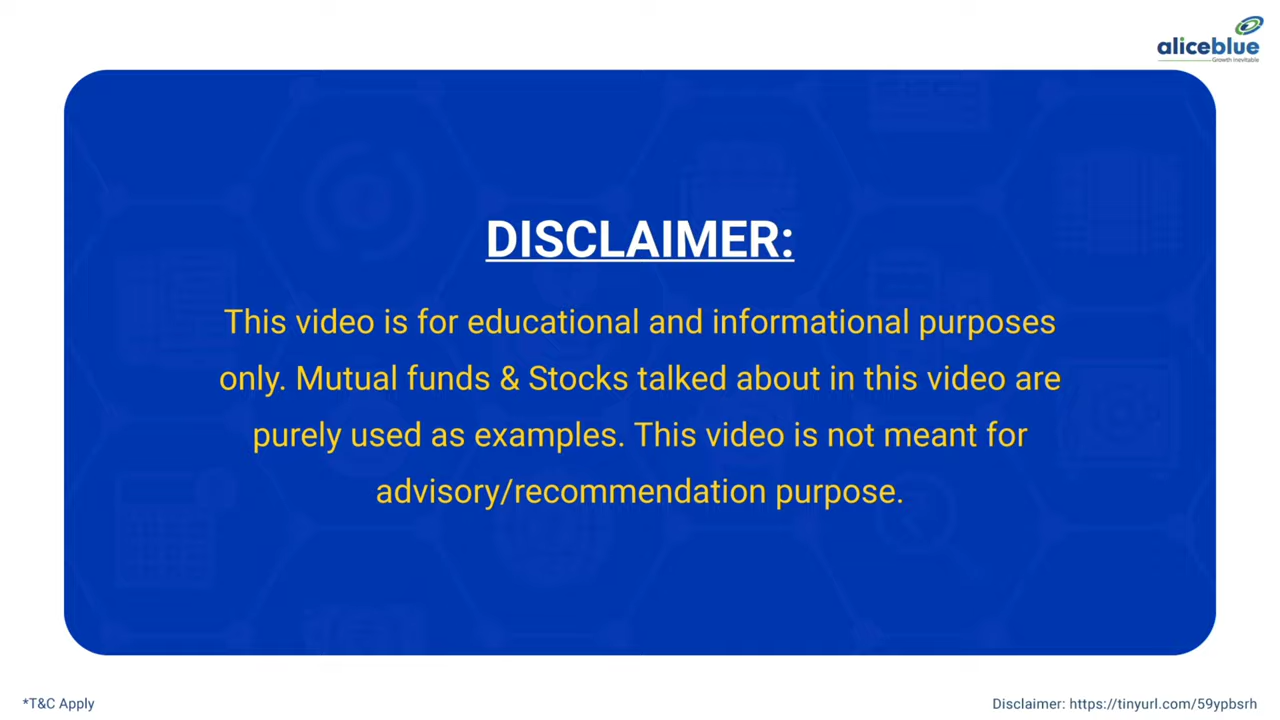 aliceblue
Growth Inevitable
DISCLAIMER:
This video is for educational and informational purposes
only. Mutual funds & Stocks talked about in this video are
purely used as examples. This video is not meant for
advisory/recommendation purpose.
*T&C Apply
Disclaimer: https://tinyurl.com/59ypbsrh